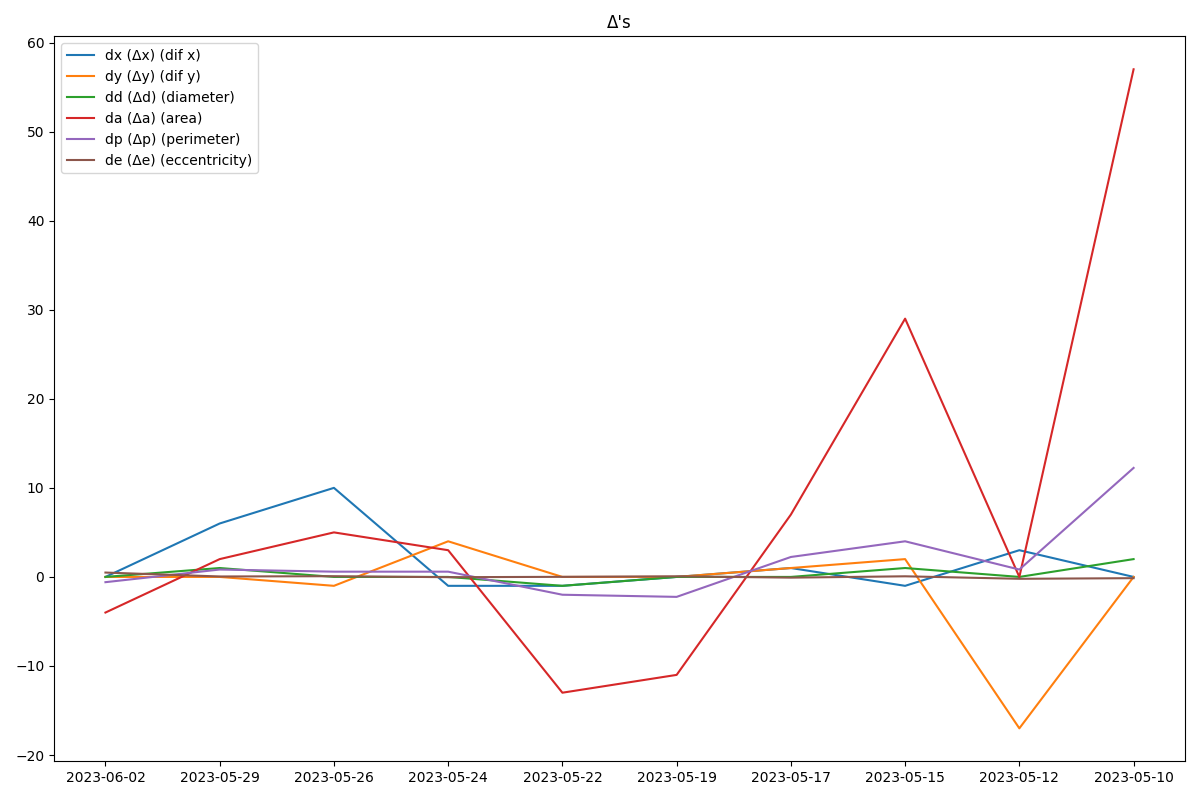 Δ's
dx (Δx) (dif x)
dy (Δy) (dif y)
dd (Δd) (diameter)
da (Δa) (area)
dp (Δp) (perimeter)
de (Δe) (eccentricity)
60
50
40
30
20
10
0
−10
−20
2023-06-02 2023-05-29 2023-05-26 2023-05-24 2023-05-22 2023-05-19 2023-05-17 2023-05-15 2023-05-12 2023-05-10